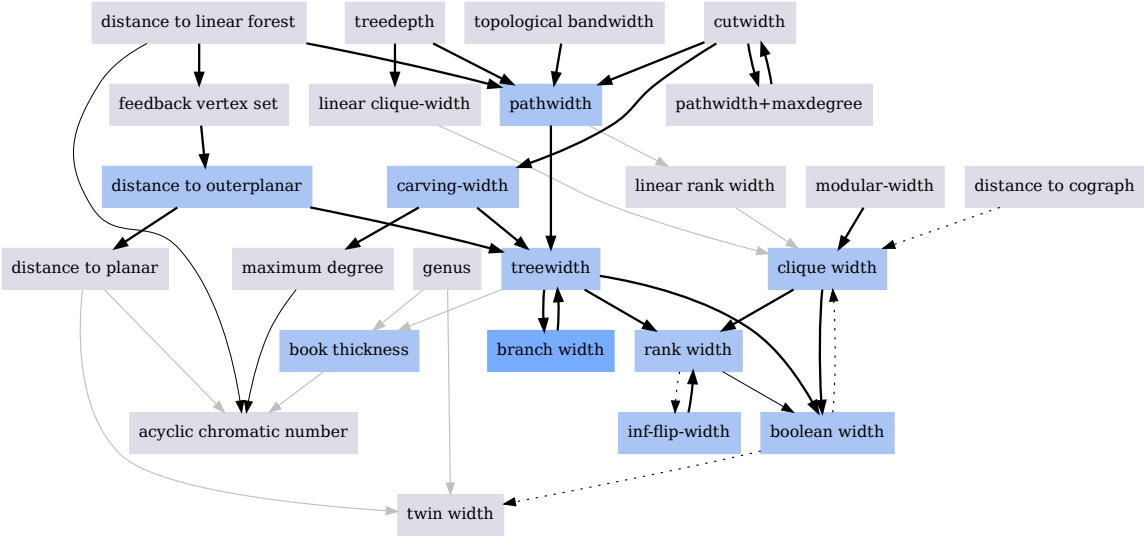 distance to linear forest
treedepth
topological bandwidth
cutwidth
feedback vertex set
linear clique-width
pathwidth
pathwidth+maxdegree
distance to outerplanar
carving-width
linear rank width
modular-width
distance to cograph
distance to planar
maximum degree
genus
treewidth
clique width
book thickness
branch width
rank width
acyclic chromatic number
inf-flip-width
boolean width
twin width